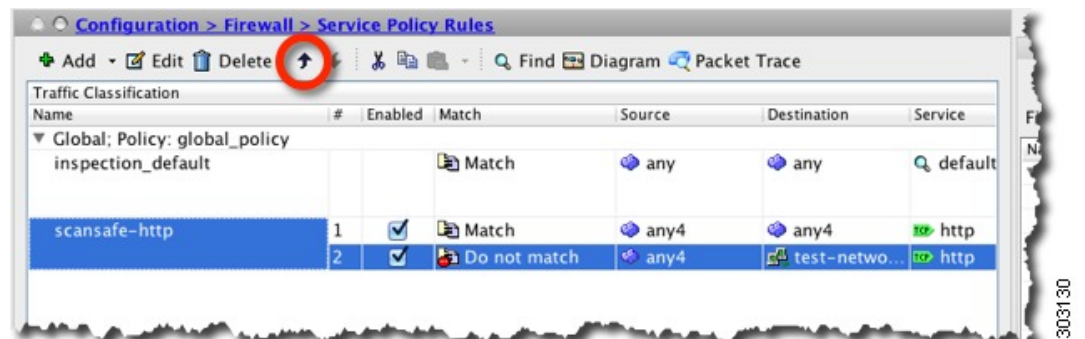 Configuration > Firewall > Service Policy Rules
Add Edit Delete Find Diagram Packet Trace
Traffic Classification
Name # Enabled Match Source Destination Service
Global; Policy: global_policy
inspection_default Match any any default
scansafe-http 1 Match any4 any4 http
2 Do not match any4 test-netwo... http
303130